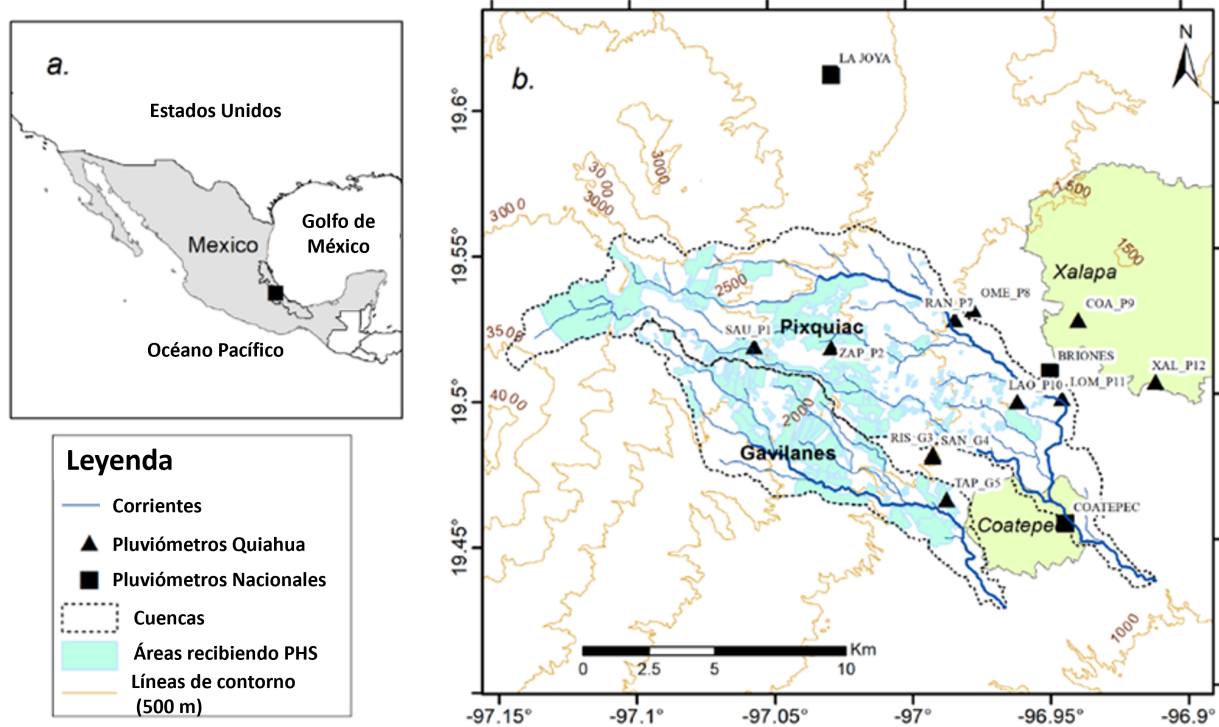 a.
Estados Unidos
Golfo de
México
Mexico
Océano Pacífico
Leyenda
Corrientes
Pluviómetros Quiahua
Pluviómetros Nacionales
Cuencas
Áreas recibiendo PHS
Líneas de contorno
(500 m)
b.
LA JOYA
N
19.6°
19.55°
19.5°
19.45°
3000
3000
3000
3000
1500
1500
2500
3500
4000
2000
1000
Xalapa
OME_P8
RAN_P7
COA_P9
SAU_P1
Pixquiac
ZAP_P2
BRIONES
XAL_P12
LAO_P10
LOM_P11
RIS_G3
SAN_G4
Gavilanes
TAP_G5
COATEPEC
Coatepec
Km
0
2.5
5
10
-97.15°
-97.1°
-97.05°
-97°
-96.95°
-96.9°